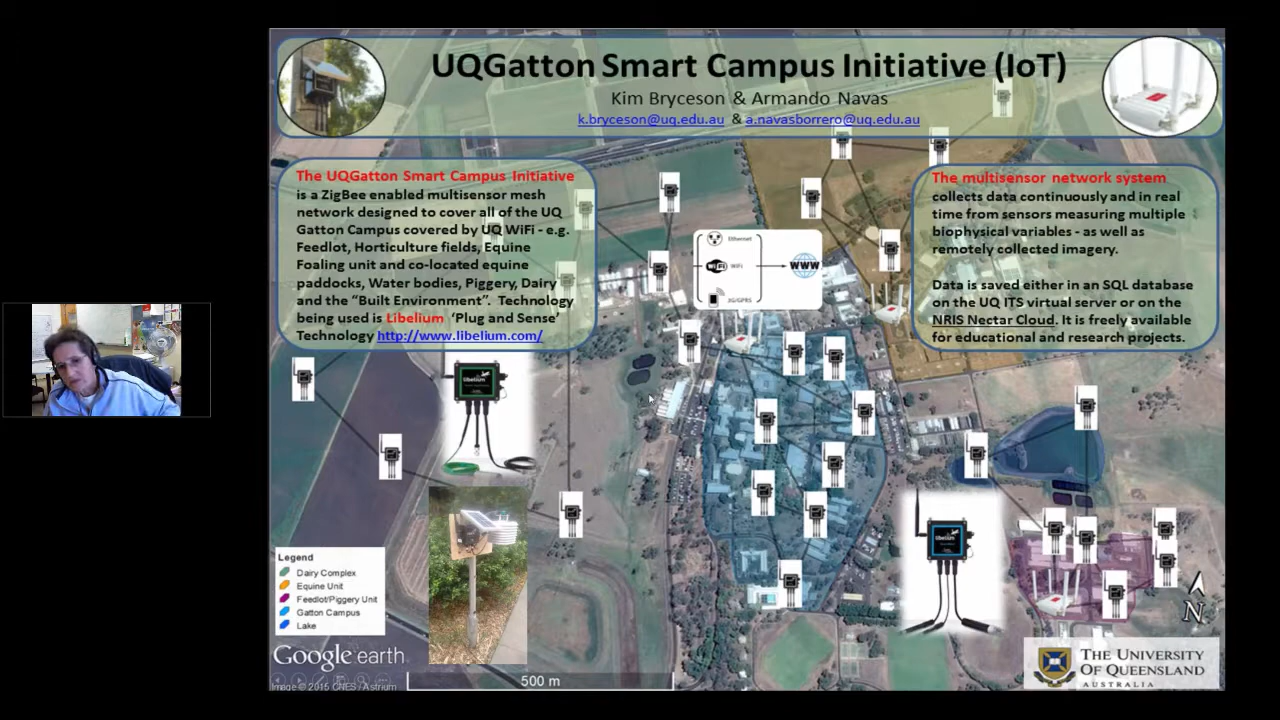 UQGatton Smart Campus Initiative (IoT)
Kim Bryceson & Armando Navas
k.bryceson@uq.edu.au & a.navasborrero@uq.edu.au
The UQGatton Smart Campus Initiative
is a ZigBee enabled multisensor mesh
network designed to cover all of the UQ
Gatton Campus covered by UQ WiFi - e.g.
Feedlot, Horticulture fields, Equine
Foaling unit and co-located equine
paddocks, Water bodies, Piggery, Dairy
and the “Built Environment”. Technology
being used is Libelium ‘Plug and Sense’
Technology http://www.libelium.com/
The multisensor network system
collects data continuously and in real
time from sensors measuring multiple
biophysical variables - as well as
remotely collected imagery.
Data is saved either in an SQL database
on the UQ ITS virtual server or on the
NRIS Nectar Cloud. It is freely available
for educational and research projects.
Ethernet
WiFi WiFi WWW
3G/GPRS
libelium
libelium
Legend
Dairy Complex
Equine Unit
Feedlot/Piggery Unit
Gatton Campus
Lake
Google earth
Image © 2015 CNES / Astrium
500 m
N
THE UNIVERSITY
OF QUEENSLAND
AUSTRALIA